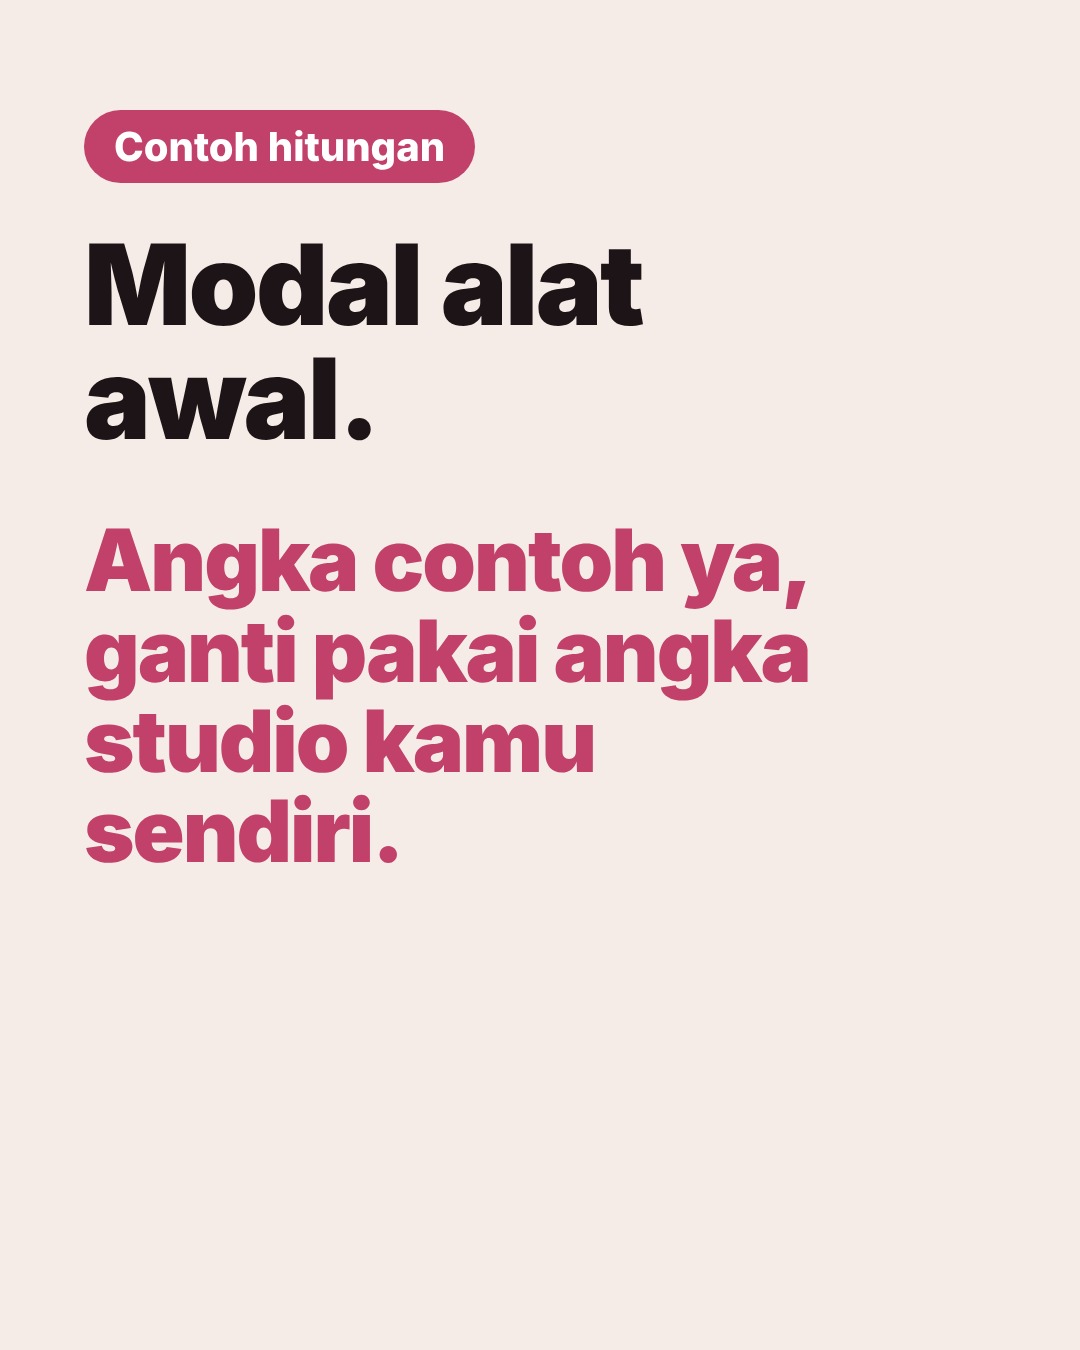 Contoh hitungan
Modal alat
awal.
Angka contoh ya,
ganti pakai angka
studio kamu
sendiri.